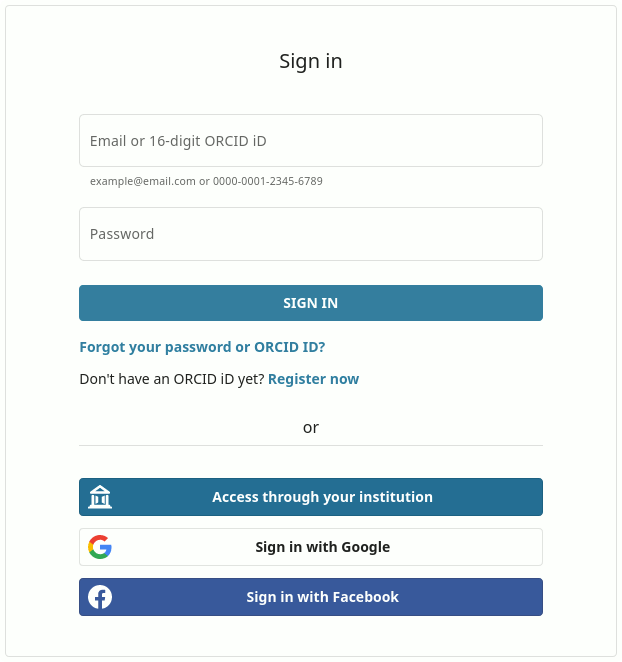 Sign in
Email or 16-digit ORCID iD
example@email.com or 0000-0001-2345-6789
Password
SIGN IN
Forgot your password or ORCID ID?
Don't have an ORCID iD yet? Register now
or
Access through your institution
Sign in with Google
Sign in with Facebook